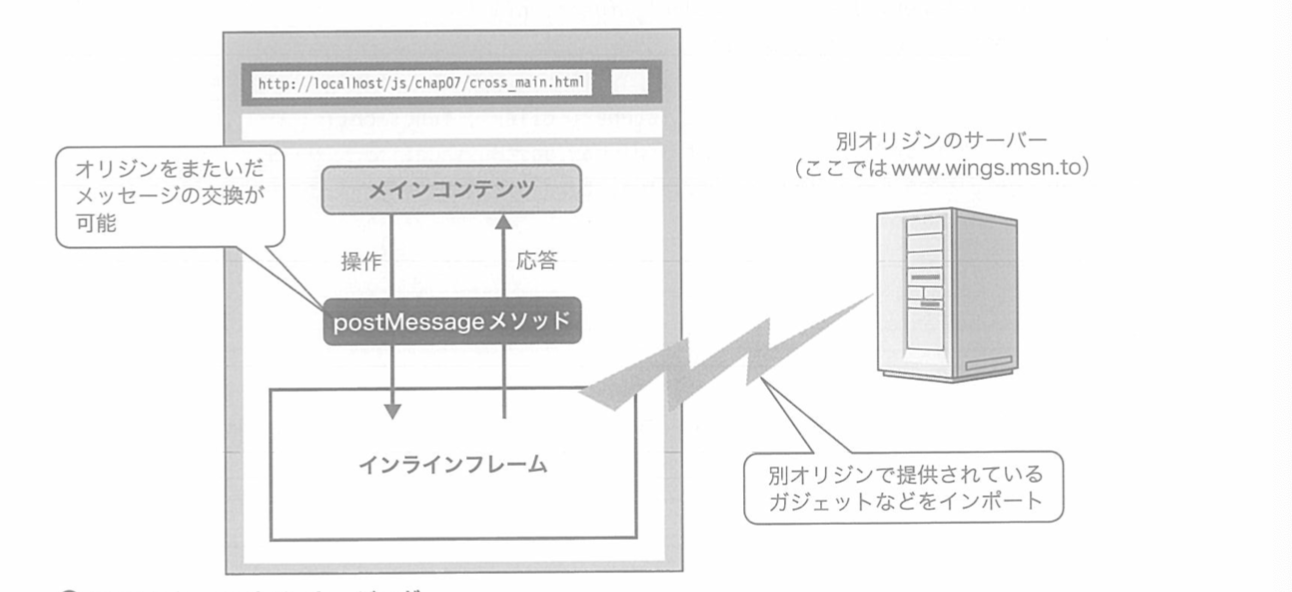 http://localhost/js/chap07/cross_main.html
オリジンをまたいだ
メッセージの交換が
可能
メインコンテンツ
操作
応答
postMessageメソッド
インラインフレーム
別オリジンのサーバー
（ここではwww.wings.msn.to）
別オリジンで提供されている
ガジェットなどをインポート